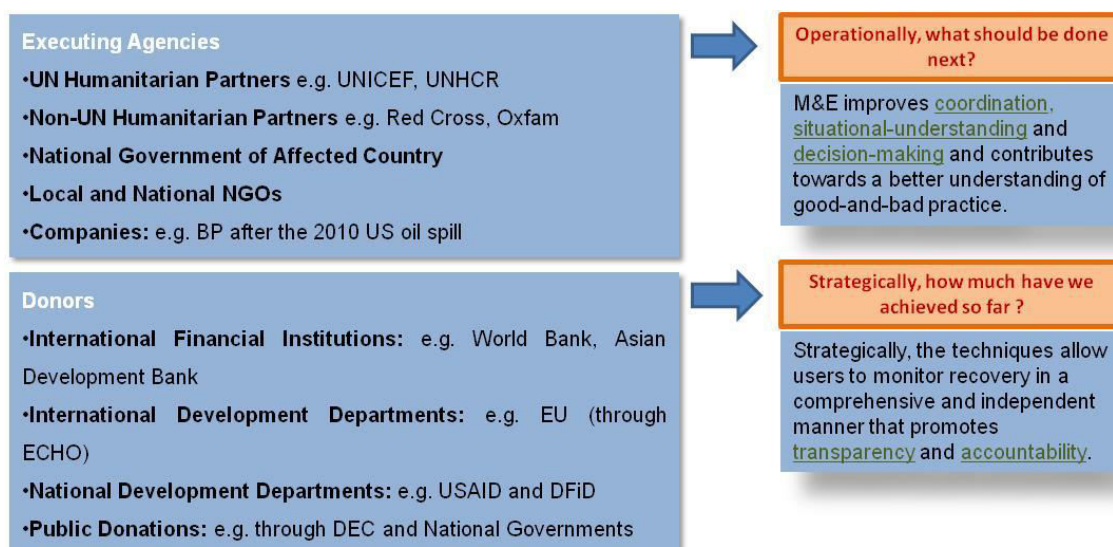 Executing Agencies
•UN Humanitarian Partners e.g. UNICEF, UNHCR
•Non-UN Humanitarian Partners e.g. Red Cross, Oxfam
•National Government of Affected Country
•Local and National NGOs
•Companies: e.g. BP after the 2010 US oil spill
Operationally, what should be done
next?
M&E improves coordination,
situational-understanding and
decision-making and contributes
towards a better understanding of
good-and-bad practice.
Donors
•International Financial Institutions: e.g. World Bank, Asian
Development Bank
•International Development Departments: e.g. EU (through
ECHO)
•National Development Departments: e.g. USAID and DFiD
•Public Donations: e.g. through DEC and National Governments
Strategically, how much have we
achieved so far ?
Strategically, the techniques allow
users to monitor recovery in a
comprehensive and independent
manner that promotes
transparency and accountability.